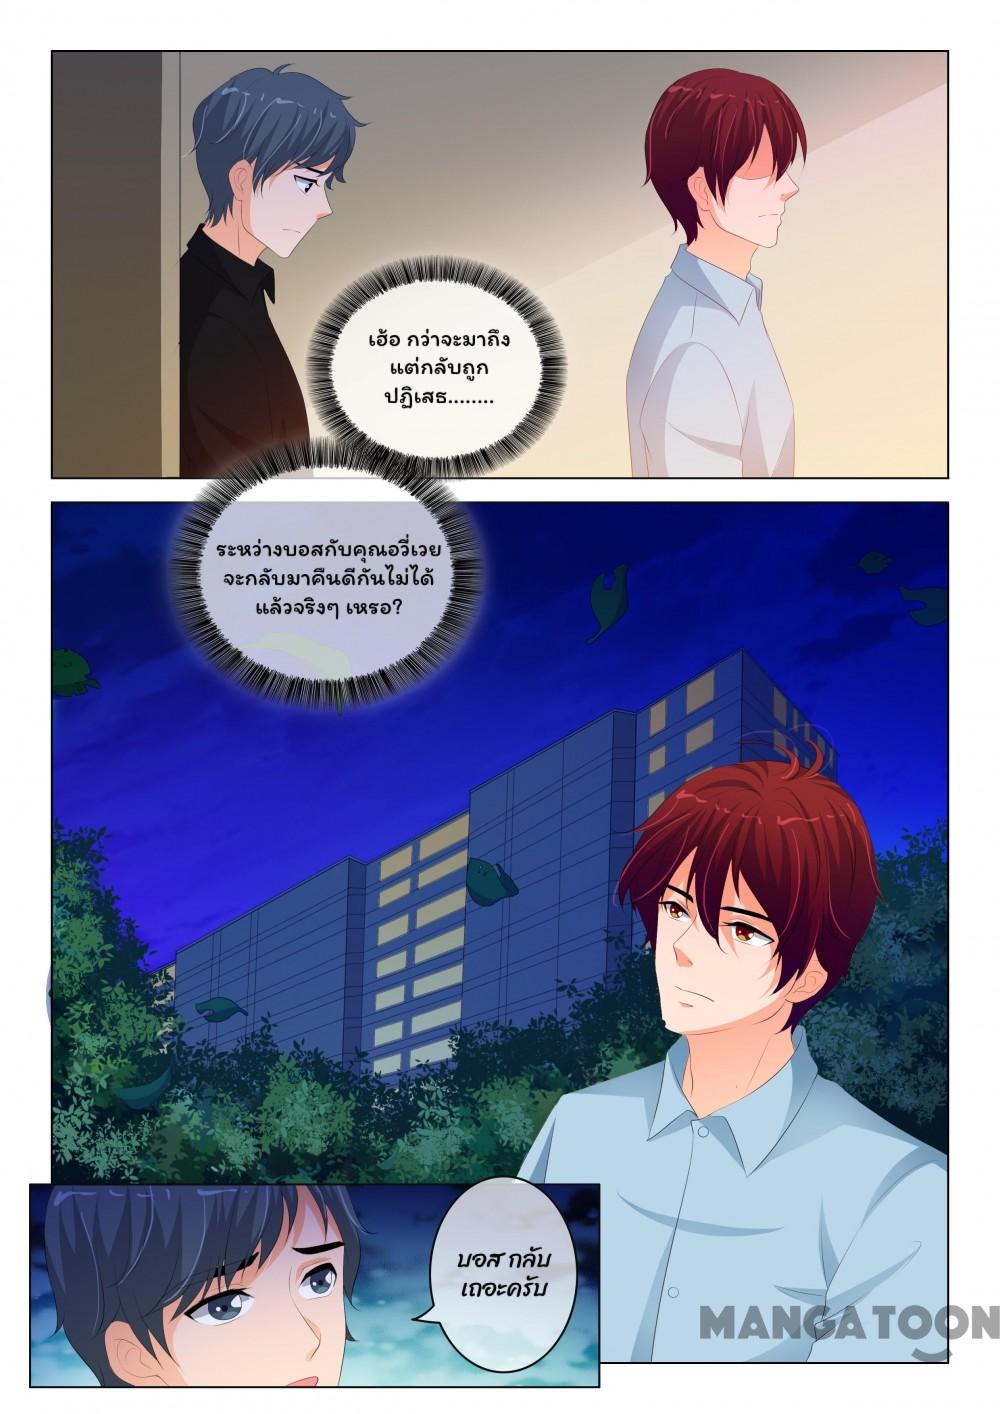 เฮ้อ กว่าจะมาถึง
แต่กลับถูก
ปฏิเสธ........
ระหว่างบอสกับคุณอวี่เวย
จะกลับมาคืนดีกันไม่ได้
แล้วจริงๆ เหรอ?
บอส กลับ
เถอะครับ
MANGATOON